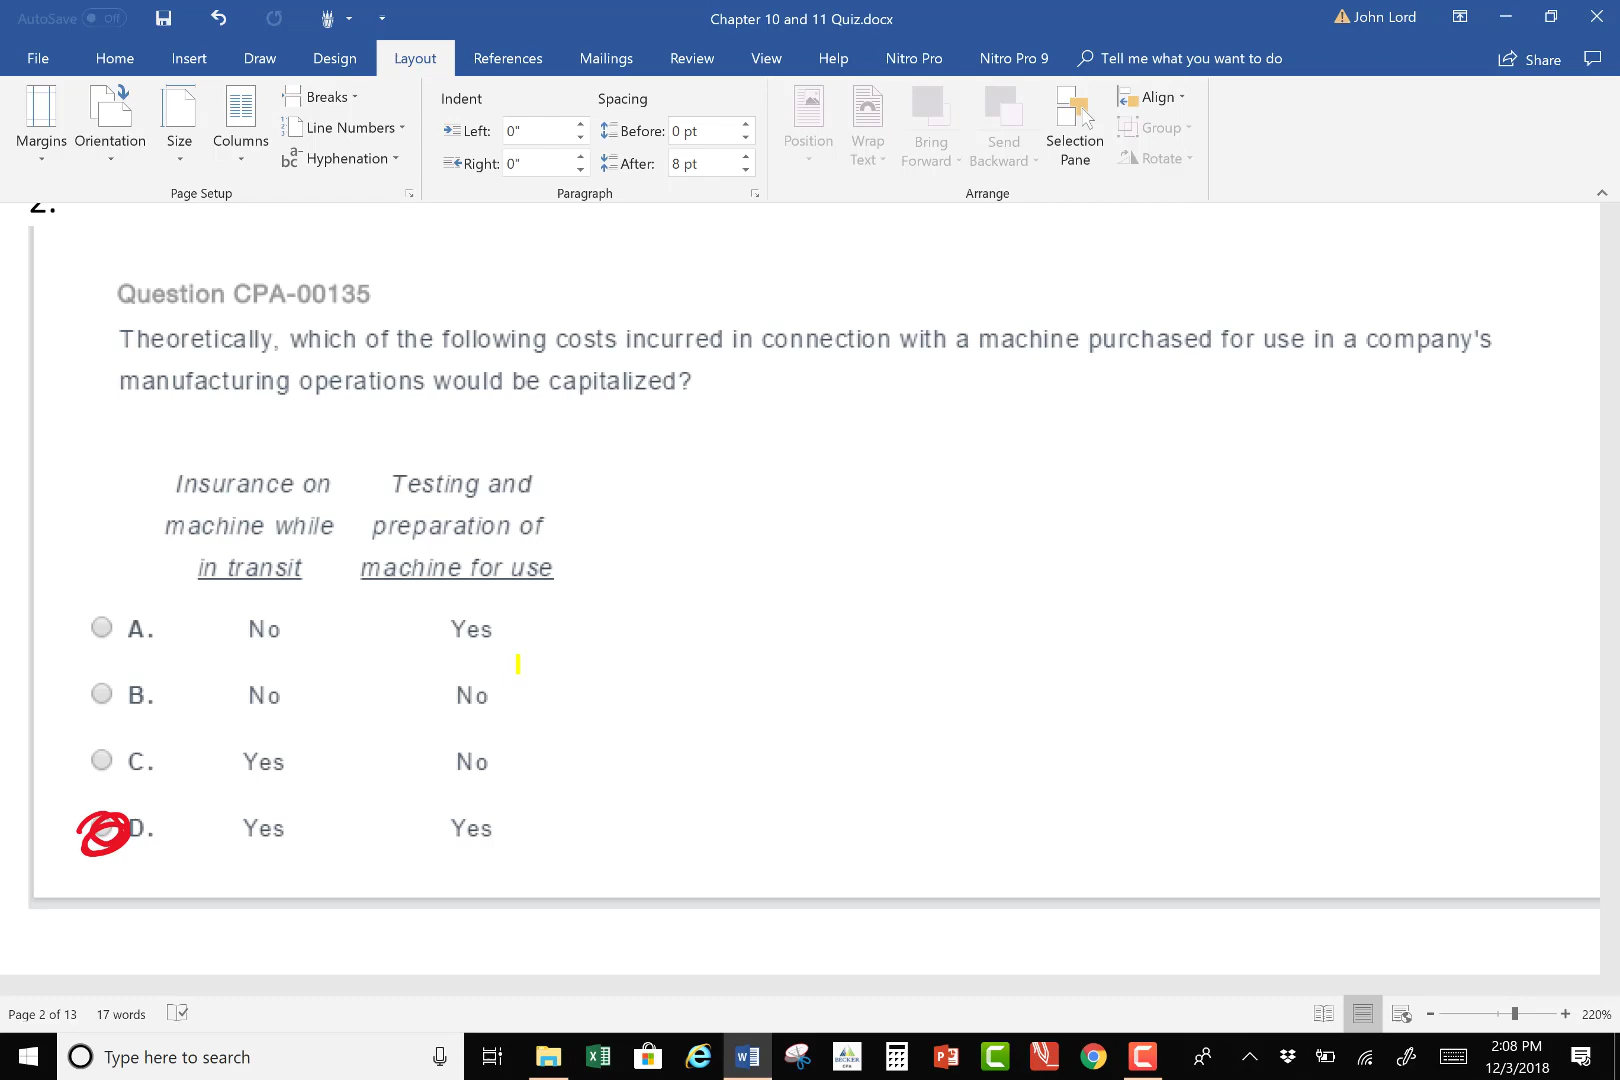 AutoSave Off
Chapter 10 and 11 Quiz.docx
John Lord
File Home Insert Draw Design Layout References Mailings Review View Help Nitro Pro Nitro Pro 9 Tell me what you want to do
Share
Margins Orientation Size Columns
Breaks
Line Numbers
Hyphenation
Page Setup
Indent Spacing
Left: 0" Before: 0 pt
Right: 0" After: 8 pt
Paragraph
Position Wrap Text Bring Forward Send Backward Selection Pane
Align
Group
Rotate
Arrange
2.
Question CPA-00135
Theoretically, which of the following costs incurred in connection with a machine purchased for use in a company's
manufacturing operations would be capitalized?
Insurance on Testing and
machine while preparation of
in transit machine for use
A. No Yes
B. No No
C. Yes No
D. Yes Yes
Page 2 of 13 17 words
220%
Type here to search
2:08 PM
12/3/2018